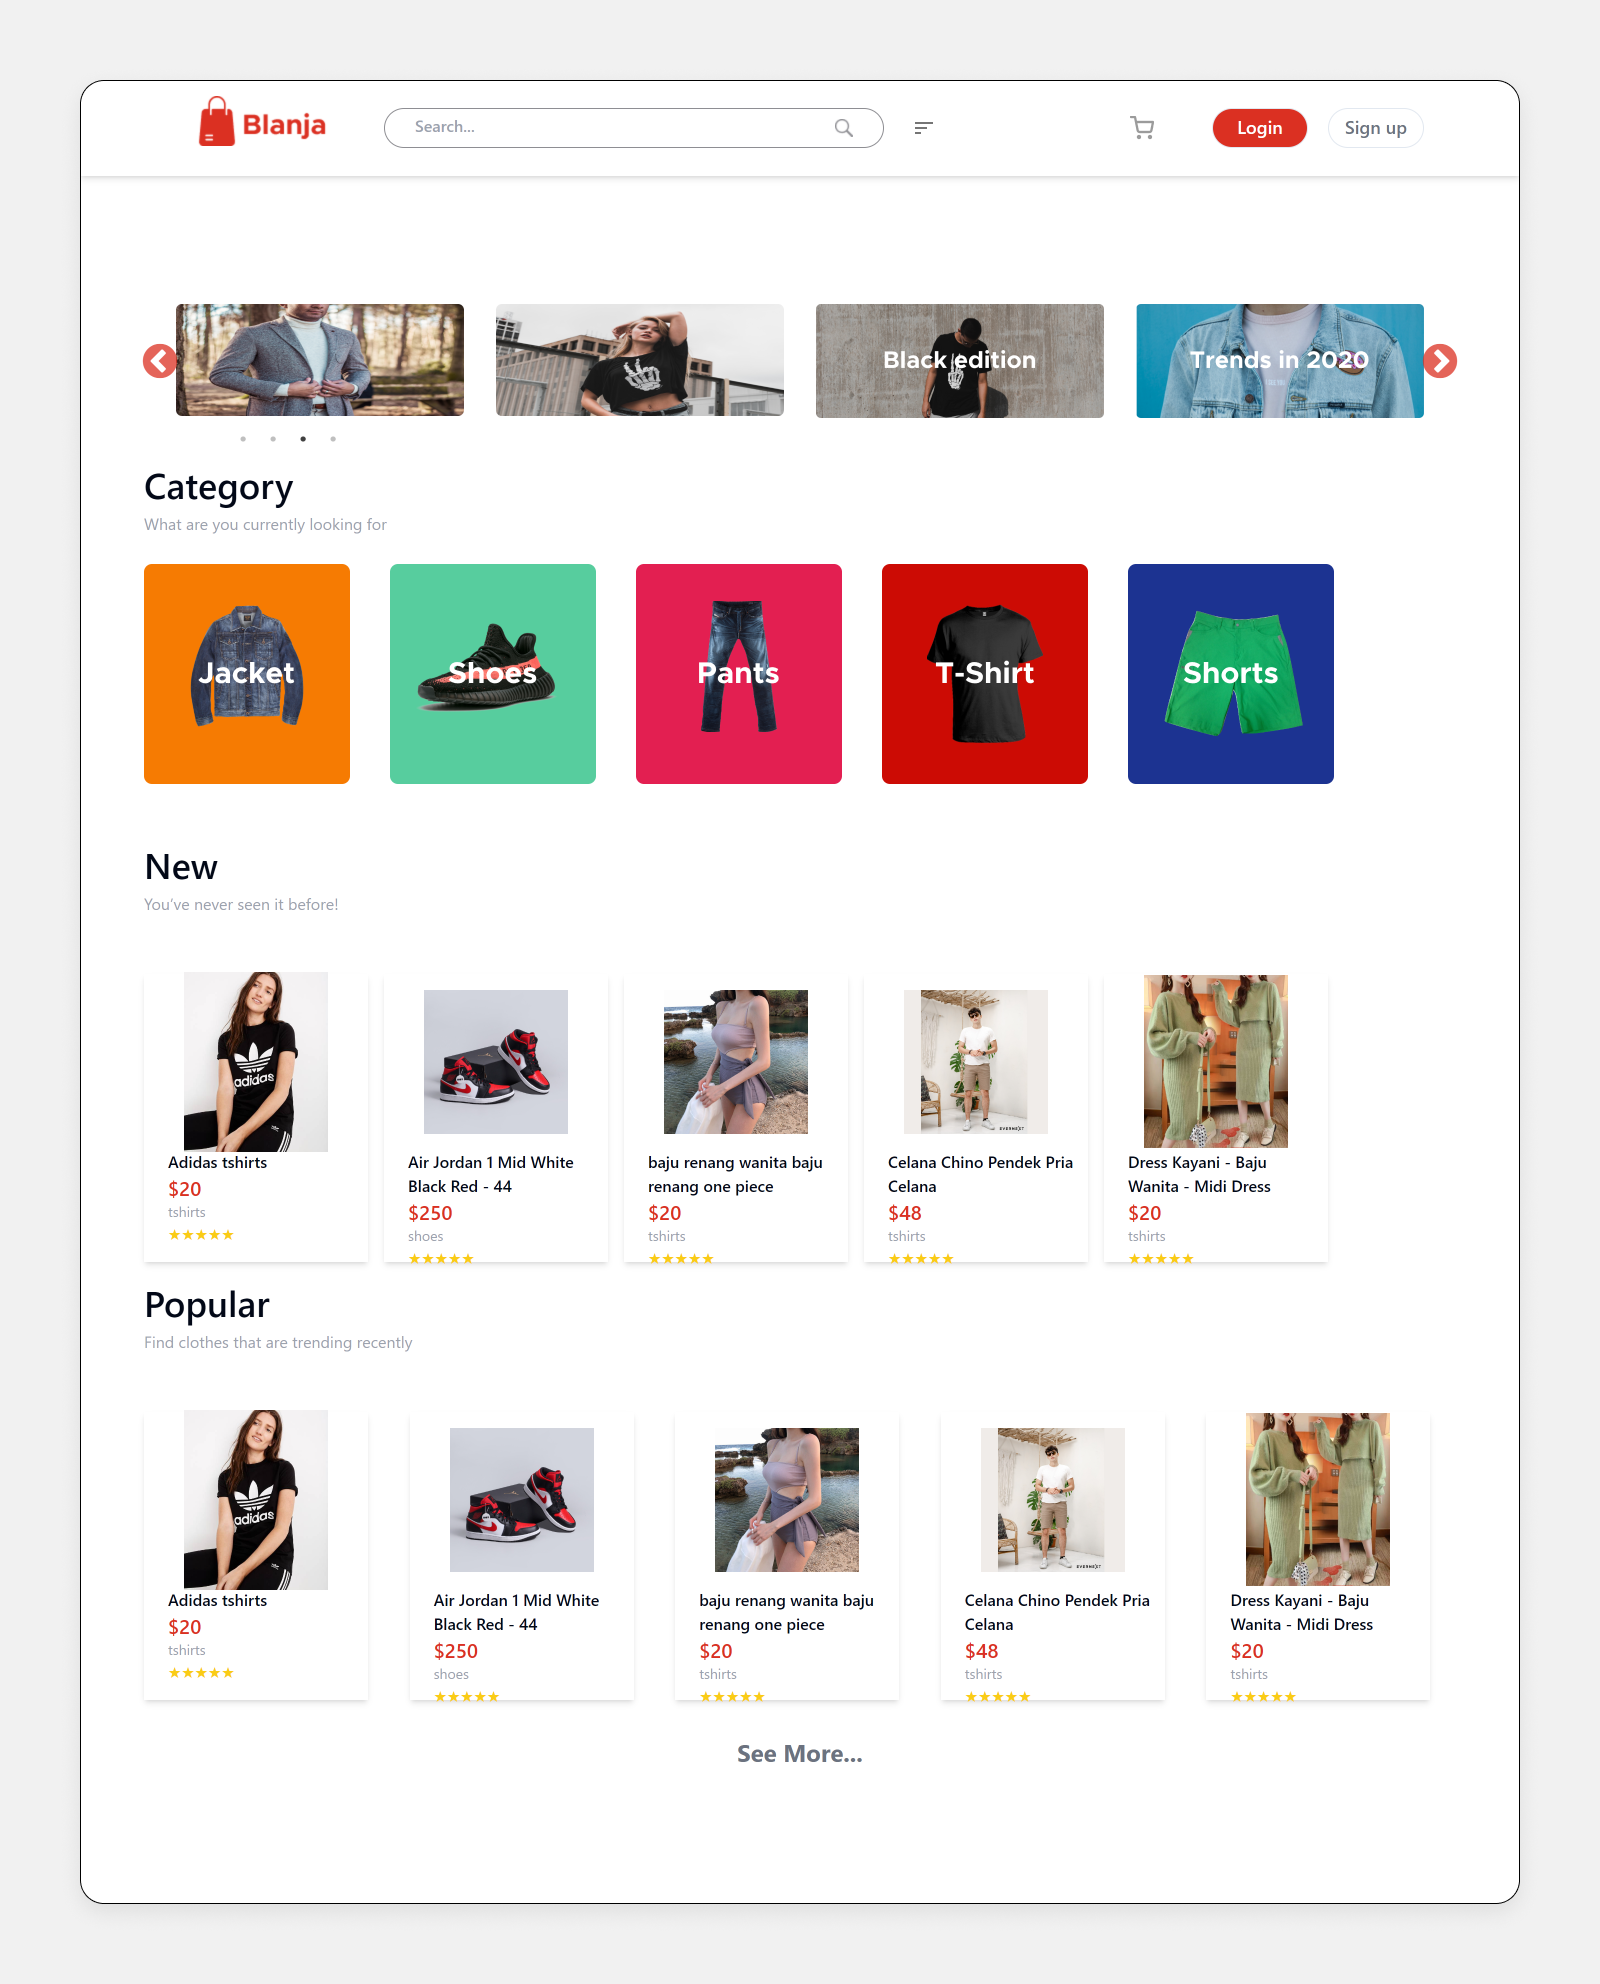 Blanja
Search...
Login
Sign up
Black edition
Trends in 2020
Category
What are you currently looking for
Jacket
Shoes
Pants
T-Shirt
Shorts
New
You've never seen it before!
adidas
EVERNEXT
Adidas tshirts
$20
tshirts
Air Jordan 1 Mid White
Black Red - 44
$250
shoes
baju renang wanita baju
renang one piece
$20
tshirts
Celana Chino Pendek Pria
Celana
$48
tshirts
Dress Kayani - Baju
Wanita - Midi Dress
$20
tshirts
Popular
Find clothes that are trending recently
adidas
EVERNEXT
Adidas tshirts
$20
tshirts
Air Jordan 1 Mid White
Black Red - 44
$250
shoes
baju renang wanita baju
renang one piece
$20
tshirts
Celana Chino Pendek Pria
Celana
$48
tshirts
Dress Kayani - Baju
Wanita - Midi Dress
$20
tshirts
See More...